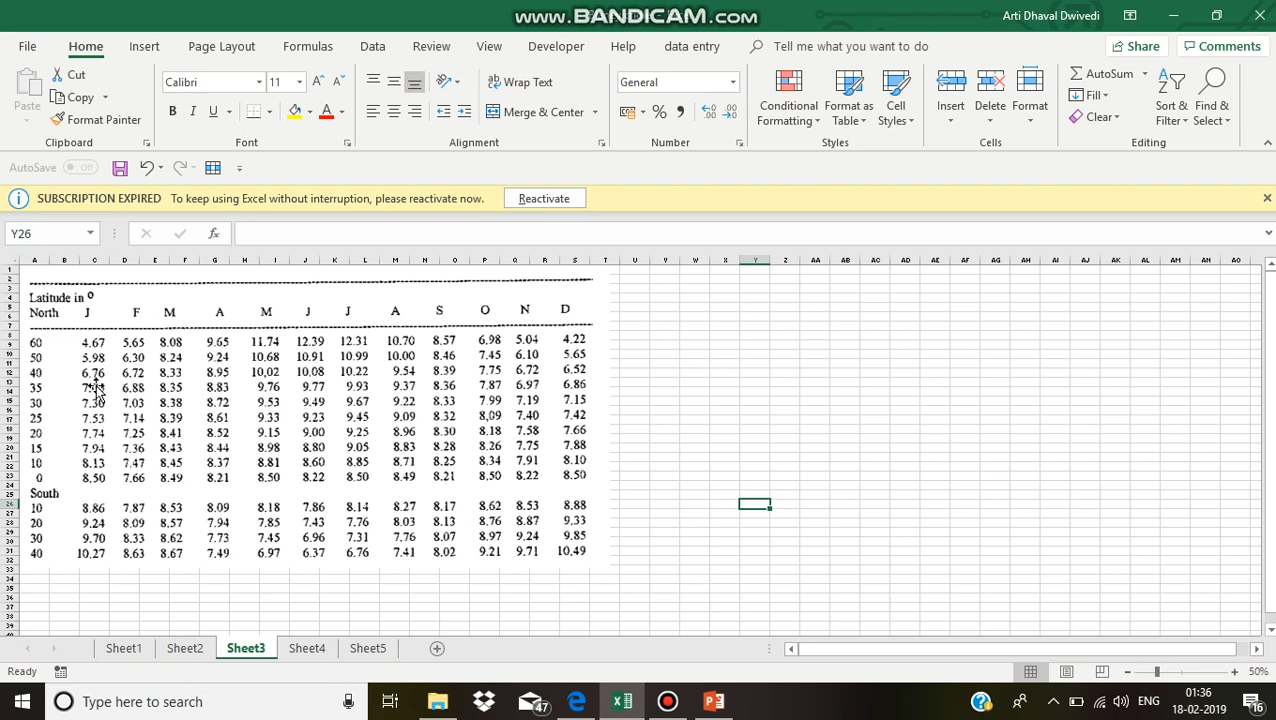 www.BANDICAM.com
Arti Dhaval Dwivedi
File Home Insert Page Layout Formulas Data Review View Developer Help data entry Tell me what you want to do Share Comments
Paste Cut Copy Format Painter
Calibri 11
B I U A
Wrap Text
Merge & Center
General
% ,
Conditional Formatting Format as Table Cell Styles
Insert Delete Format
AutoSum Fill Clear
Sort & Filter Find & Select
Clipboard Font Alignment Number Styles Cells Editing
AutoSave Off
SUBSCRIPTION EXPIRED To keep using Excel without interruption, please reactivate now. Reactivate
Y26 fx
A B C D E F G H I J K L M N O P Q R S T U V W X Y Z AA AB AC AD AE AF AG AH AI AJ AK AL AM AN AO
Latitude in °
North J F M A M J J A S O N D
60 4.67 5.65 8.08 9.65 11.74 12.39 12.31 10.70 8.57 6.98 5.04 4.22
50 5.98 6.30 8.24 9.24 10.68 10.91 10.99 10.00 8.46 7.45 6.10 5.65
40 6.76 6.72 8.33 8.95 10.02 10.08 10.22 9.54 8.39 7.75 6.72 6.52
35 6.88 8.35 8.83 9.76 9.77 9.93 9.37 8.36 7.87 6.97 6.86
30 7.30 7.03 8.38 8.72 9.53 9.49 9.67 9.22 8.33 7.99 7.19 7.15
25 7.53 7.14 8.39 8.61 9.33 9.23 9.45 9.09 8.32 8.09 7.40 7.42
20 7.74 7.25 8.41 8.52 9.15 9.00 9.25 8.96 8.30 8.18 7.58 7.66
15 7.94 7.36 8.43 8.44 8.98 8.80 9.05 8.83 8.28 8.26 7.75 7.88
10 8.13 7.47 8.45 8.37 8.81 8.60 8.85 8.71 8.25 8.34 7.91 8.10
0 8.50 7.66 8.49 8.21 8.50 8.22 8.50 8.49 8.21 8.50 8.22 8.50
South
10 8.86 7.87 8.53 8.09 8.18 7.86 8.14 8.27 8.17 8.62 8.53 8.88
20 9.24 8.09 8.57 7.94 7.85 7.43 7.76 8.03 8.13 8.76 8.87 9.33
30 9.70 8.33 8.62 7.73 7.45 6.96 7.31 7.76 8.07 8.97 9.24 9.85
40 10.27 8.63 8.67 7.49 6.97 6.37 6.76 7.41 8.02 9.21 9.71 10.49
Sheet1 Sheet2 Sheet3 Sheet4 Sheet5
Ready 50%
Type here to search 47 ENG 01:36
18-02-2019 16